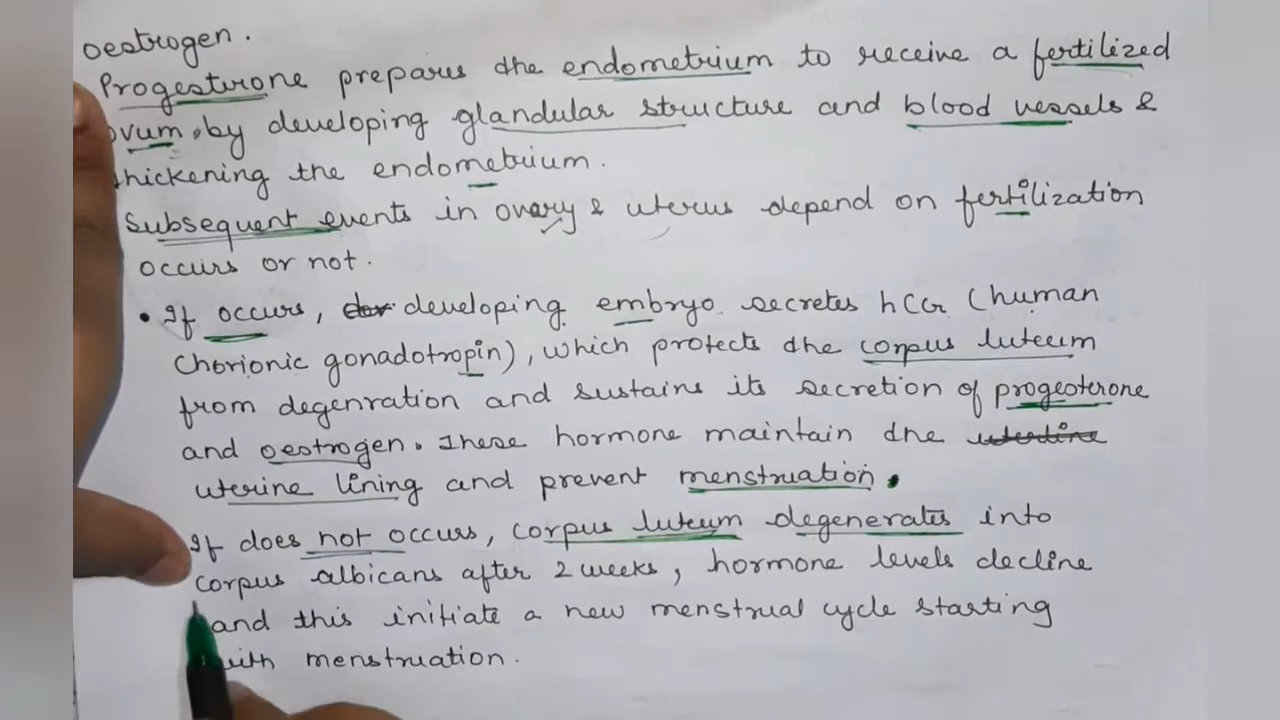 oestrogen.
Progesterone prepares the endometrium to receive a fertilized
ovum, by developing glandular structure and blood vessels &
thickening the endometrium.
Subsequent events in ovary & uterus depend on fertilization
occurs or not.
• If occurs, developing embryo secretes hCG (human
Chorionic gonadotropin), which protects the corpus luteum
from degenration and sustains its secretion of progesterone
and oestrogen. These hormone maintain the uterline
uterine lining and prevent menstruation.
If does not occurs, corpus luteum degenerates into
corpus albicans after 2 weeks, hormone levels decline
and this initiate a new menstrual cycle starting
with menstruation.